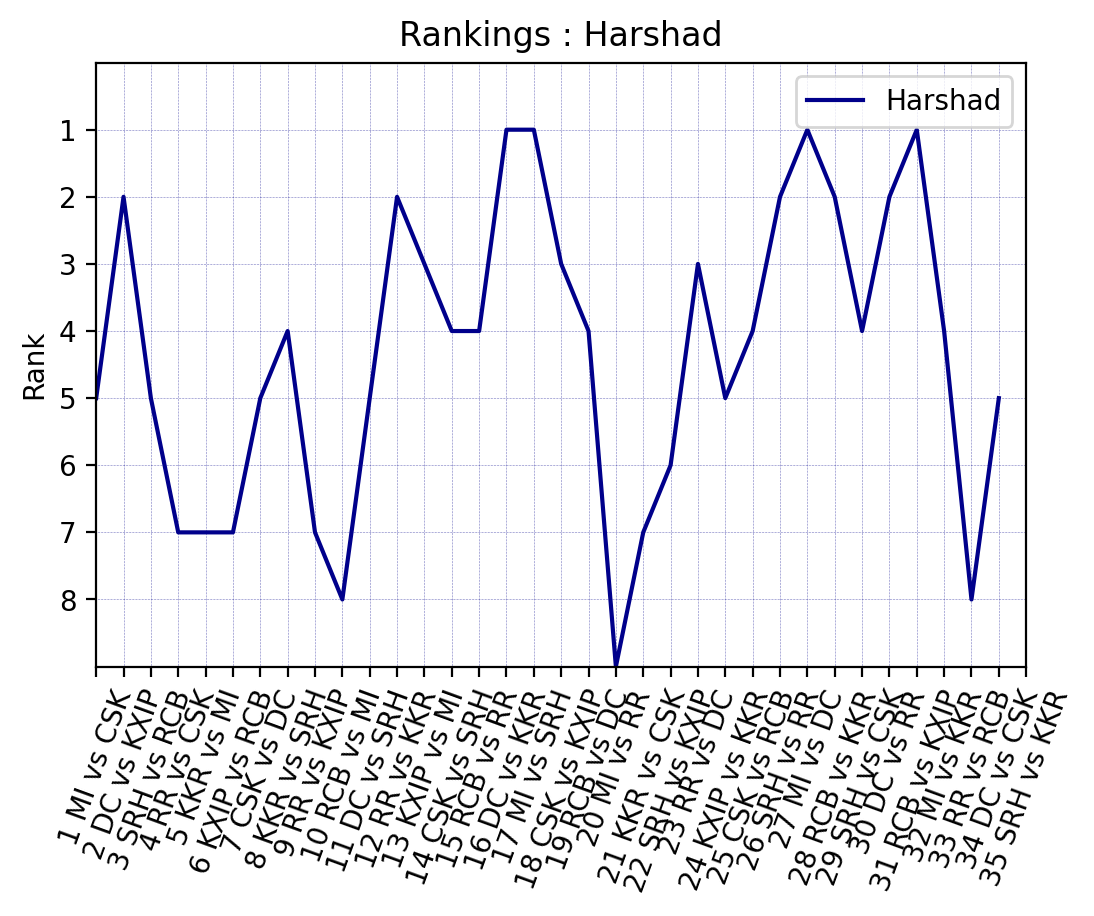 Rankings : Harshad
Harshad
Rank
1
2
3
4
5
6
7
8
1 MI vs CSK
2 DC vs KXIP
3 SRH vs RCB
4 RR vs CSK
5 KKR vs MI
6 KXIP vs RCB
7 CSK vs DC
8 KKR vs SRH
9 RR vs KXIP
10 RCB vs MI
11 DC vs SRH
12 RR vs KKR
13 KXIP vs MI
14 CSK vs SRH
15 RCB vs RR
16 DC vs KKR
17 MI vs SRH
18 CSK vs KXIP
19 RCB vs DC
20 MI vs RR
21 KKR vs CSK
22 SRH vs KXIP
23 RR vs DC
24 KXIP vs KKR
25 CSK vs RCB
26 SRH vs RR
27 MI vs DC
28 RCB vs KKR
29 SRH vs CSK
30 DC vs RR
31 RCB vs KXIP
32 MI vs KKR
33 RR vs RCB
34 DC vs CSK
35 SRH vs KKR